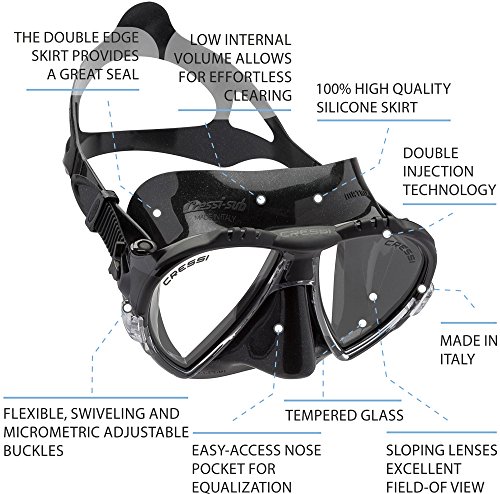 THE DOUBLE EDGE
SKIRT PROVIDES
A GREAT SEAL
LOW INTERNAL
VOLUME ALLOWS
FOR EFFORTLESS
CLEARING
100% HIGH QUALITY
SILICONE SKIRT
DOUBLE
INJECTION
TECHNOLOGY
Cressi-sub
MADE IN ITALY
CRESSI
CRESSI
CRESSI
MADE IN
ITALY
FLEXIBLE, SWIVELING AND
MICROMETRIC ADJUSTABLE
BUCKLES
TEMPERED GLASS
EASY-ACCESS NOSE
POCKET FOR
EQUALIZATION
SLOPING LENSES
EXCELLENT
FIELD-OF VIEW